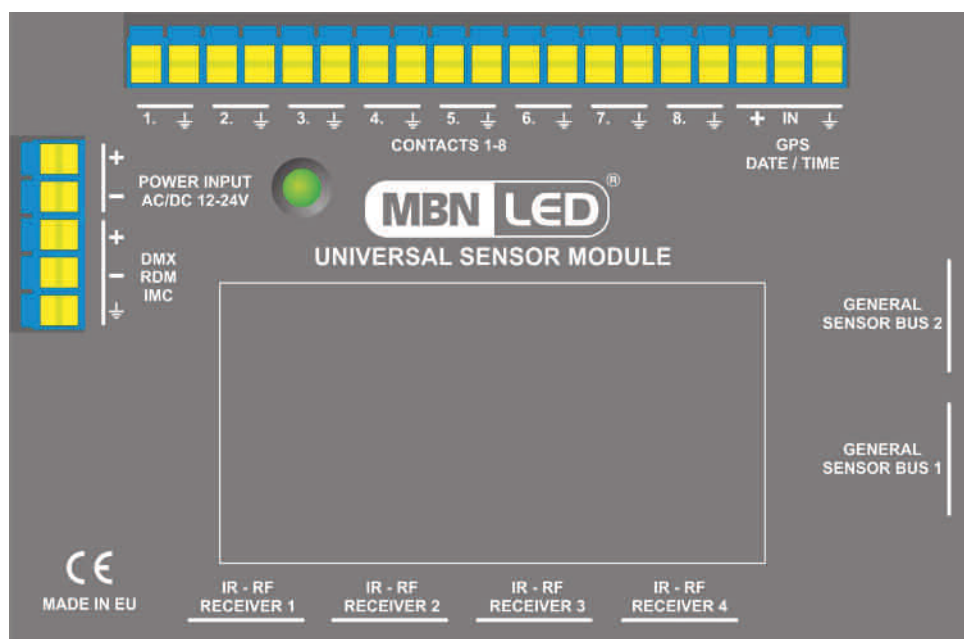 1. 2. 3. 4. 5. 6. 7. 8. + IN
CONTACTS 1-8
GPS
DATE / TIME
+
POWER INPUT
AC/DC 12-24V
−
MBN LED®
UNIVERSAL SENSOR MODULE
+
DMX
−
RDM
IMC
GENERAL
SENSOR BUS 2
GENERAL
SENSOR BUS 1
CE
MADE IN EU
IR - RF
RECEIVER 1
IR - RF
RECEIVER 2
IR - RF
RECEIVER 3
IR - RF
RECEIVER 4